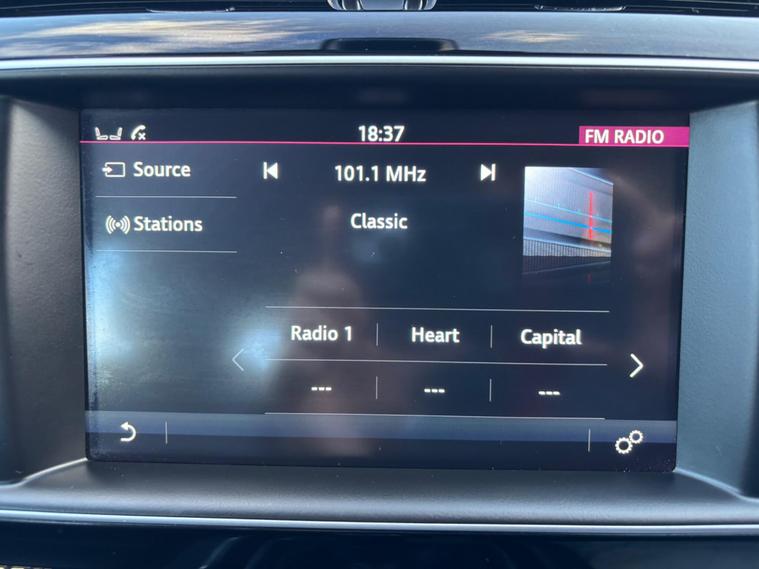 18:37
FM RADIO
Source
101.1 MHz
Stations
Classic
Radio 1
Heart
Capital
--- --- ---